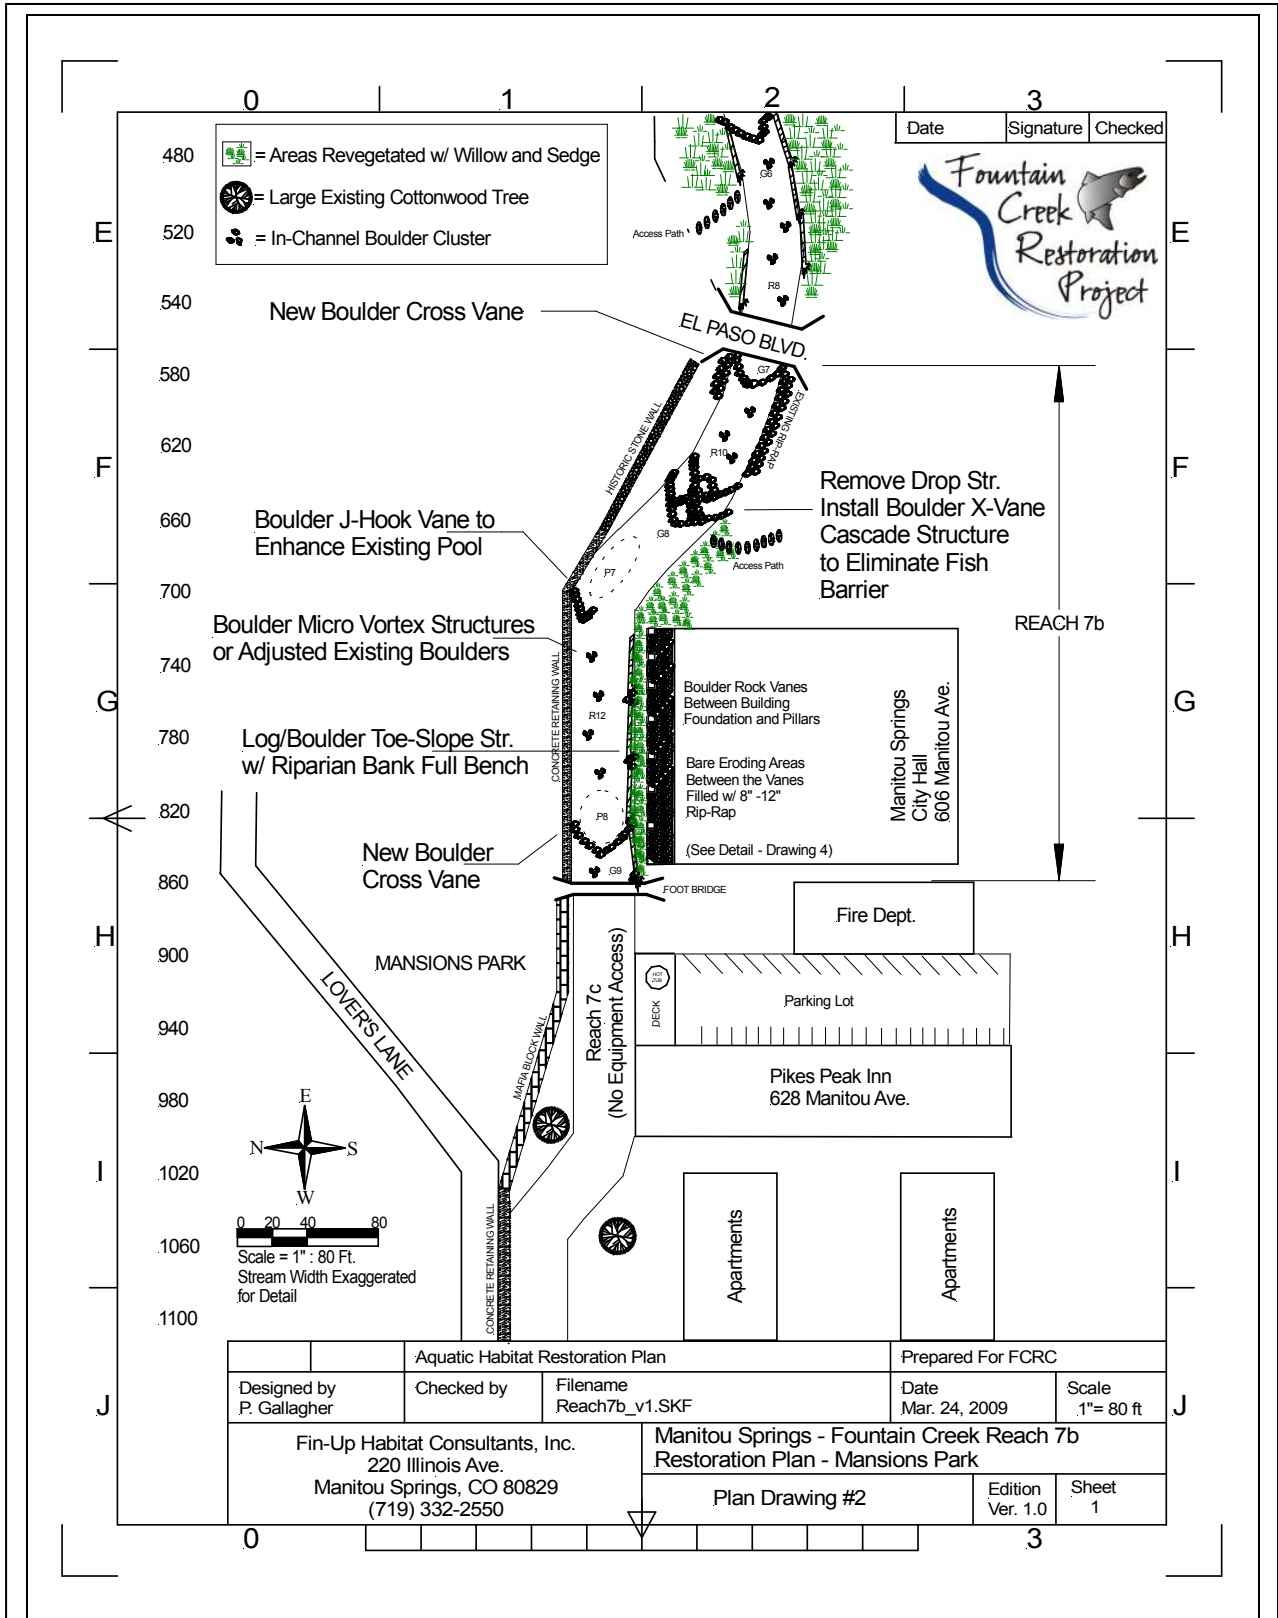 0
1
2
3
Date
Signature
Checked
Fountain
Creek
Restoration
Project
= Areas Revegetated w/ Willow and Sedge
= Large Existing Cottonwood Tree
= In-Channel Boulder Cluster
480
520
540
580
620
660
700
740
780
820
860
900
940
980
1020
1060
1100
E
F
G
H
I
J
E
F
G
H
I
J
G6
Access Path
R8
EL PASO BLVD.
New Boulder Cross Vane
G7
EXISTING RIP-RAP
HISTORIC STONE WALL
R10
Remove Drop Str.
Install Boulder X-Vane
Cascade Structure
to Eliminate Fish
Barrier
Boulder J-Hook Vane to
Enhance Existing Pool
G8
P7
Access Path
REACH 7b
Boulder Micro Vortex Structures
or Adjusted Existing Boulders
CONCRETE RETAINING WALL
R12
Boulder Rock Vanes
Between Building
Foundation and Pillars
Bare Eroding Areas
Between the Vanes
Filled w/ 8" -12"
Rip-Rap
(See Detail - Drawing 4)
Manitou Springs
City Hall
606 Manitou Ave.
Log/Boulder Toe-Slope Str.
w/ Riparian Bank Full Bench
P8
New Boulder
Cross Vane
G9
FOOT BRIDGE
Fire Dept.
MANSIONS PARK
LOVER'S LANE
MAFIA BLOCK WALL
Reach 7c
(No Equipment Access)
HOT
TUB
DECK
Parking Lot
Pikes Peak Inn
628 Manitou Ave.
E
N
S
W
0 20 40 80
Scale = 1" : 80 Ft.
Stream Width Exaggerated
for Detail
CONCRETE RETAINING WALL
Apartments
Apartments
Aquatic Habitat Restoration Plan
Prepared For FCRC
Designed by
P. Gallagher
Checked by
Filename
Reach7b_v1.SKF
Date
Mar. 24, 2009
Scale
1"= 80 ft
Fin-Up Habitat Consultants, Inc.
220 Illinois Ave.
Manitou Springs, CO 80829
(719) 332-2550
Manitou Springs - Fountain Creek Reach 7b
Restoration Plan - Mansions Park
Plan Drawing #2
Edition
Ver. 1.0
Sheet
1
0
3